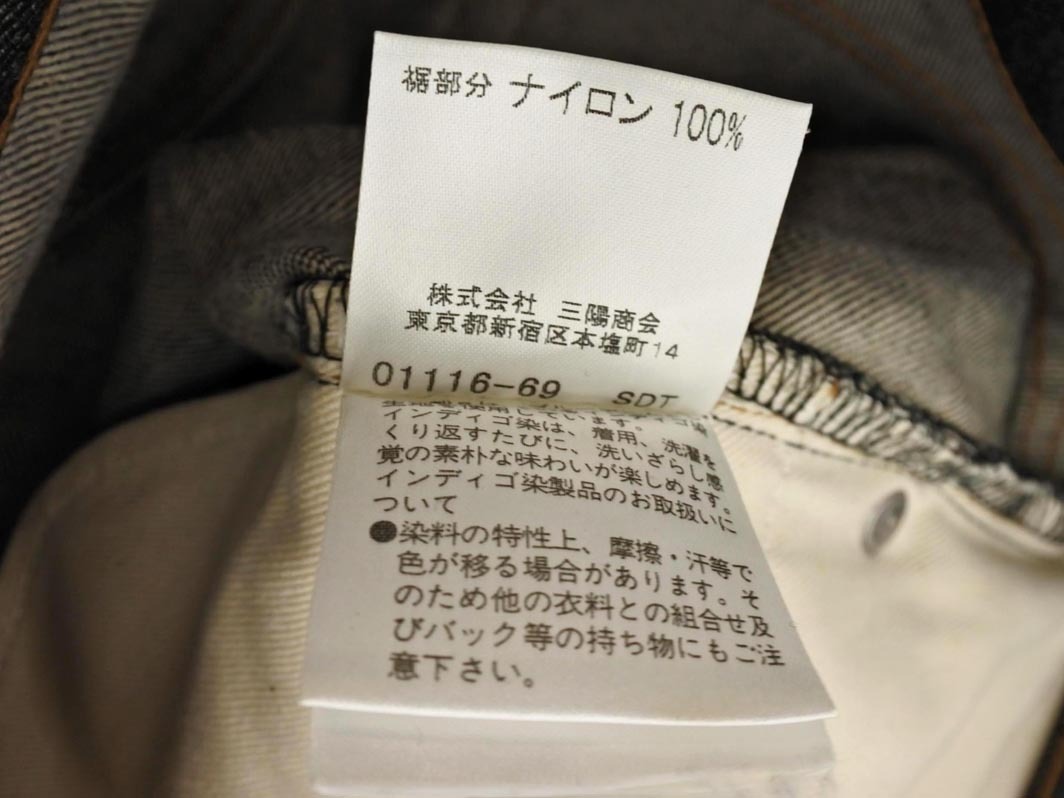 裾部分 ナイロン 100%
株式会社 三陽商会
東京都新宿区本塩町14
01116-69 SDT
使用しています。
インディゴ染は、着用、洗濯を
くり返すたびに、洗いざらし感
覚の素朴な味わいが楽しめます。
インディゴ染製品のお取扱いに
ついて
●染料の特性上、摩擦・汗等で
色が移る場合があります。そ
のため他の衣料との組合せ及
びバック等の持ち物にもご注
意下さい。